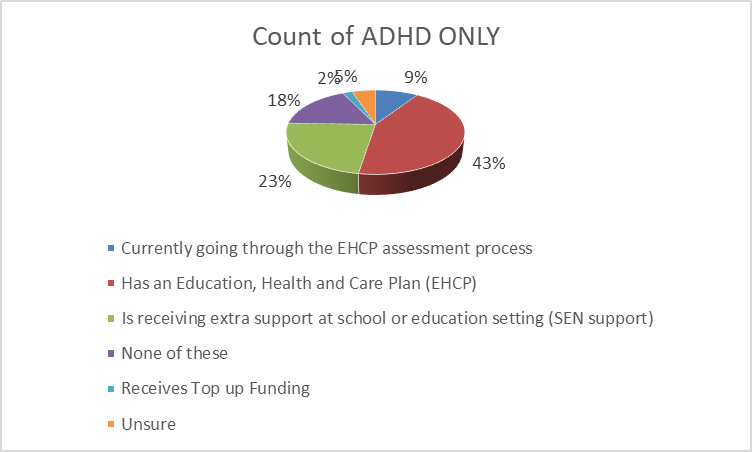 Count of ADHD ONLY
2%
5%
9%
18%
43%
23%
Currently going through the EHCP assessment process
Has an Education, Health and Care Plan (EHCP)
Is receiving extra support at school or education setting (SEN support)
None of these
Receives Top up Funding
Unsure